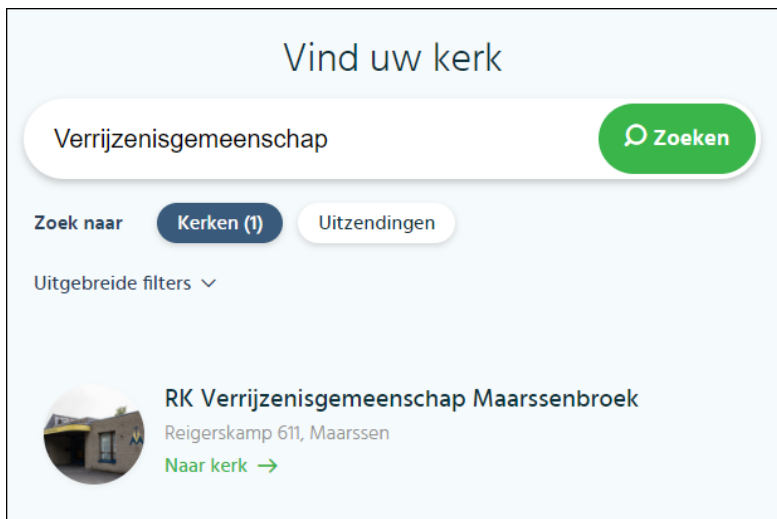 Vind uw kerk
Verrijzenisgemeenschap
Zoeken
Zoek naar Kerken (1) Uitzendingen
Uitgebreide filters
RK Verrijzenisgemeenschap Maarssenbroek
Reigerskamp 611, Maarssen
Naar kerk →